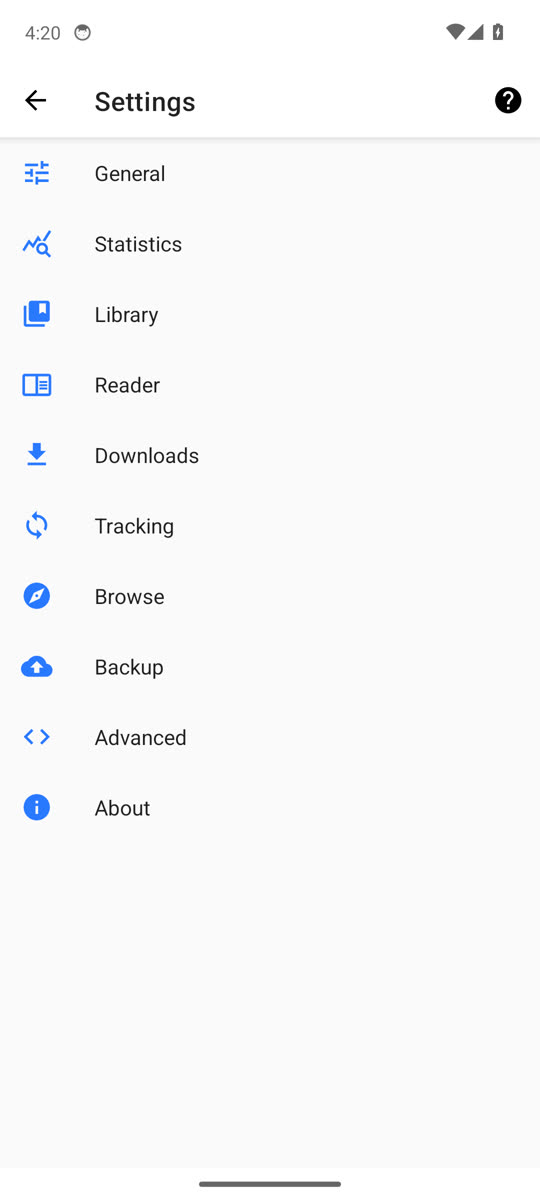 4:20
Settings
General
Statistics
Library
Reader
Downloads
Tracking
Browse
Backup
Advanced
About